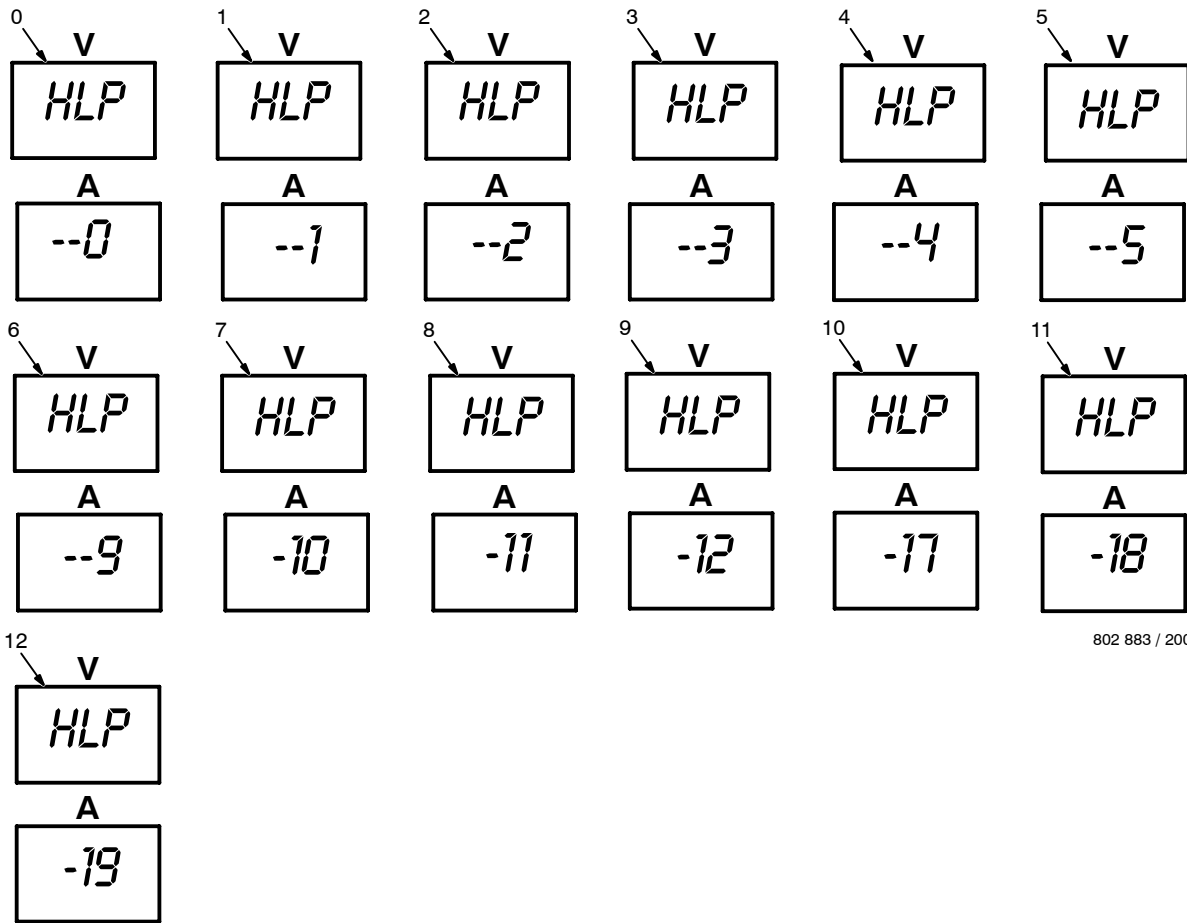 0 1 2 3 4 5
V V V V V V
HLP HLP HLP HLP HLP HLP
A A A A A A
--0 --1 --2 --3 --4 --5
6 7 8 9 10 11
V V V V V V
HLP HLP HLP HLP HLP HLP
A A A A A A
--9 -10 -11 -12 -17 -18
802 883 / 200
12
V
HLP
A
-19